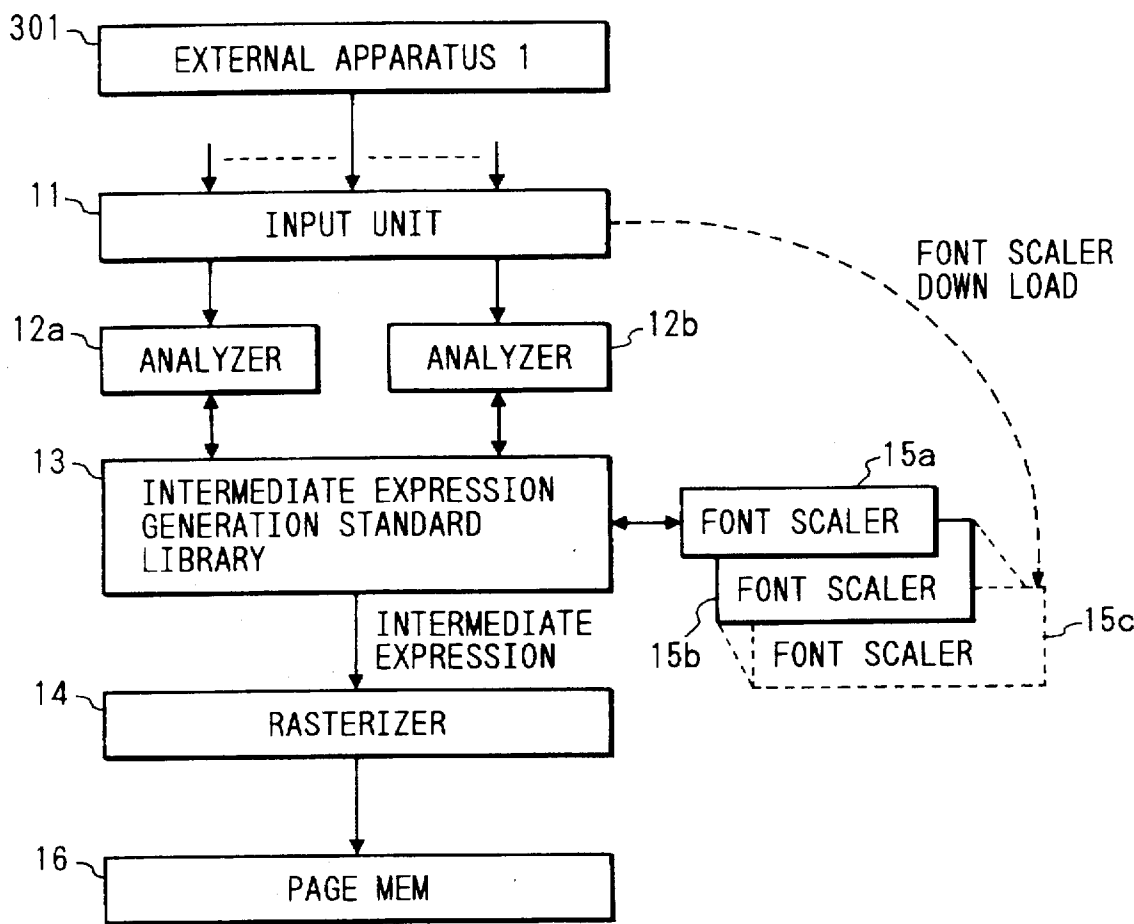 301
EXTERNAL APPARATUS 1
11
INPUT UNIT
FONT SCALER
DOWN LOAD
12a
ANALYZER
ANALYZER
12b
13
INTERMEDIATE EXPRESSION
GENERATION STANDARD
LIBRARY
15a
FONT SCALER
FONT SCALER
15b
FONT SCALER
15c
INTERMEDIATE
EXPRESSION
14
RASTERIZER
16
PAGE MEM